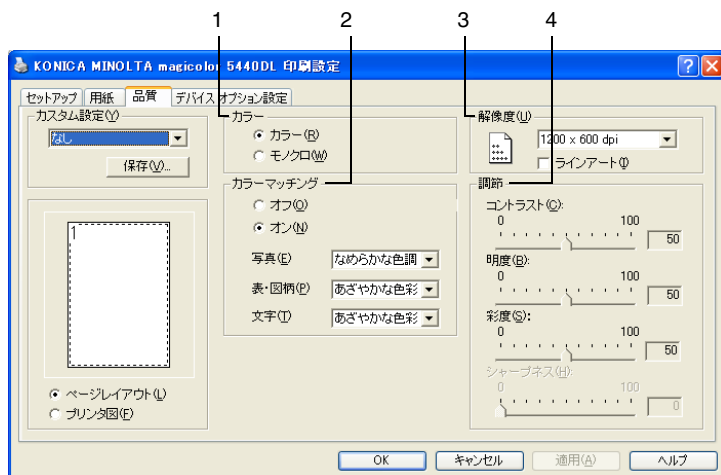 1 2 3 4
KONICA MINOLTA magicolor 5440DL 印刷設定
セットアップ 用紙 品質 デバイス オプション設定
カスタム設定(Y)
なし
保存(V)...
1
ページレイアウト(L)
プリンタ図(F)
カラー
カラー(R)
モノクロ(W)
カラーマッチング
オフ(O)
オン(N)
写真(E) なめらかな色調
表・図柄(P) あざやかな色彩
文字(T) あざやかな色彩
解像度(U)
1200 x 600 dpi
ラインアート(I)
調節
コントラスト(C):
0 100
50
明度(B):
0 100
50
彩度(S):
0 100
50
シャープネス(H):
0 100
0
OK キャンセル 適用(A) ヘルプ